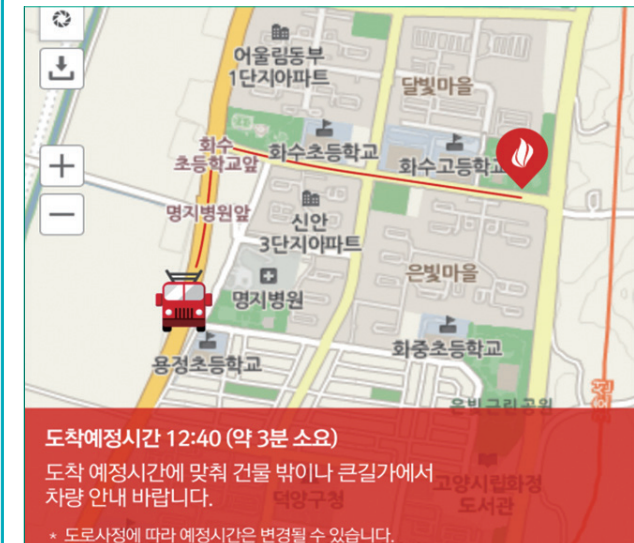 어울림동부
1단지아파트
달빛마을
화수
초등학교앞
화수초등학교
화수고등학교
명지병원앞
신안
3단지아파트
은빛마을
명지병원
용정초등학교
화중초등학교
은빛근린공원
도착예정시간 12:40 (약 3분 소요)
도착 예정시간에 맞춰 건물 밖이나 큰길가에서
차량 안내 바랍니다.
고양시립화정
도서관
덕양구청
* 도로사정에 따라 예정시간은 변경될 수 있습니다.